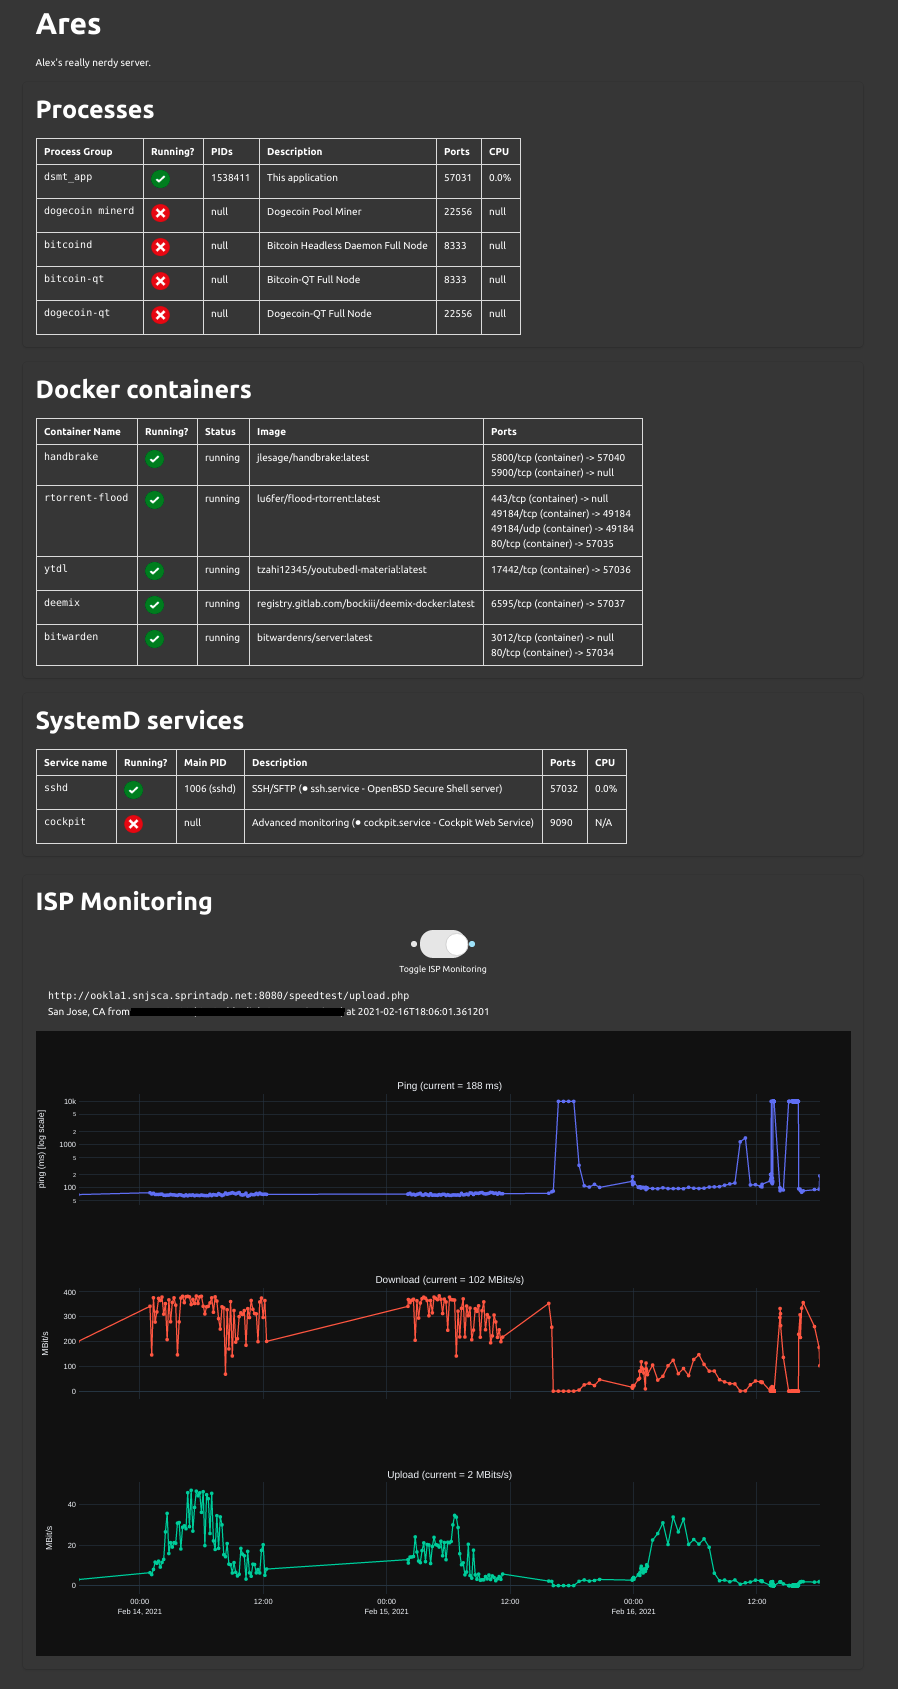 Ares
Alex's really nerdy server.
Processes
Process Group Running? PIDs Description Ports CPU
dsmt_app 1538411 This application 57031 0.0%
dogecoin minerd null Dogecoin Pool Miner 22556 null
bitcoind null Bitcoin Headless Daemon Full Node 8333 null
bitcoin-qt null Bitcoin-QT Full Node 8333 null
dogecoin-qt null Dogecoin-QT Full Node 22556 null
Docker containers
Container Name Running? Status Image Ports
handbrake running jlesage/handbrake:latest 5800/tcp (container) -> 57040
5900/tcp (container) -> null
rtorrent-flood running lu6fer/flood-rtorrent:latest 443/tcp (container) -> null
49184/tcp (container) -> 49184
49184/udp (container) -> 49184
80/tcp (container) -> 57035
ytdl running tzahi12345/youtubedl-material:latest 17442/tcp (container) -> 57036
deemix running registry.gitlab.com/bockiii/deemix-docker:latest 6595/tcp (container) -> 57037
bitwarden running bitwardenrs/server:latest 3012/tcp (container) -> null
80/tcp (container) -> 57034
SystemD services
Service name Running? Main PID Description Ports CPU
sshd 1006 (sshd) SSH/SFTP (● ssh.service - OpenBSD Secure Shell server) 57032 0.0%
cockpit null Advanced monitoring (● cockpit.service - Cockpit Web Service) 9090 N/A
ISP Monitoring
Toggle ISP Monitoring
http://ookla1.snjsca.sprintadp.net:8080/speedtest/upload.php
San Jose, CA from at 2021-02-16T18:06:01.361201
Ping (current = 188 ms)
ping (ms) [log scale]
10k
5
2
1000
5
2
100
5
Download (current = 102 MBits/s)
MBit/s
400
300
200
100
0
Upload (current = 2 MBits/s)
MBit/s
40
20
0
00:00 12:00 00:00 12:00 00:00 12:00
Feb 14, 2021 Feb 15, 2021 Feb 16, 2021